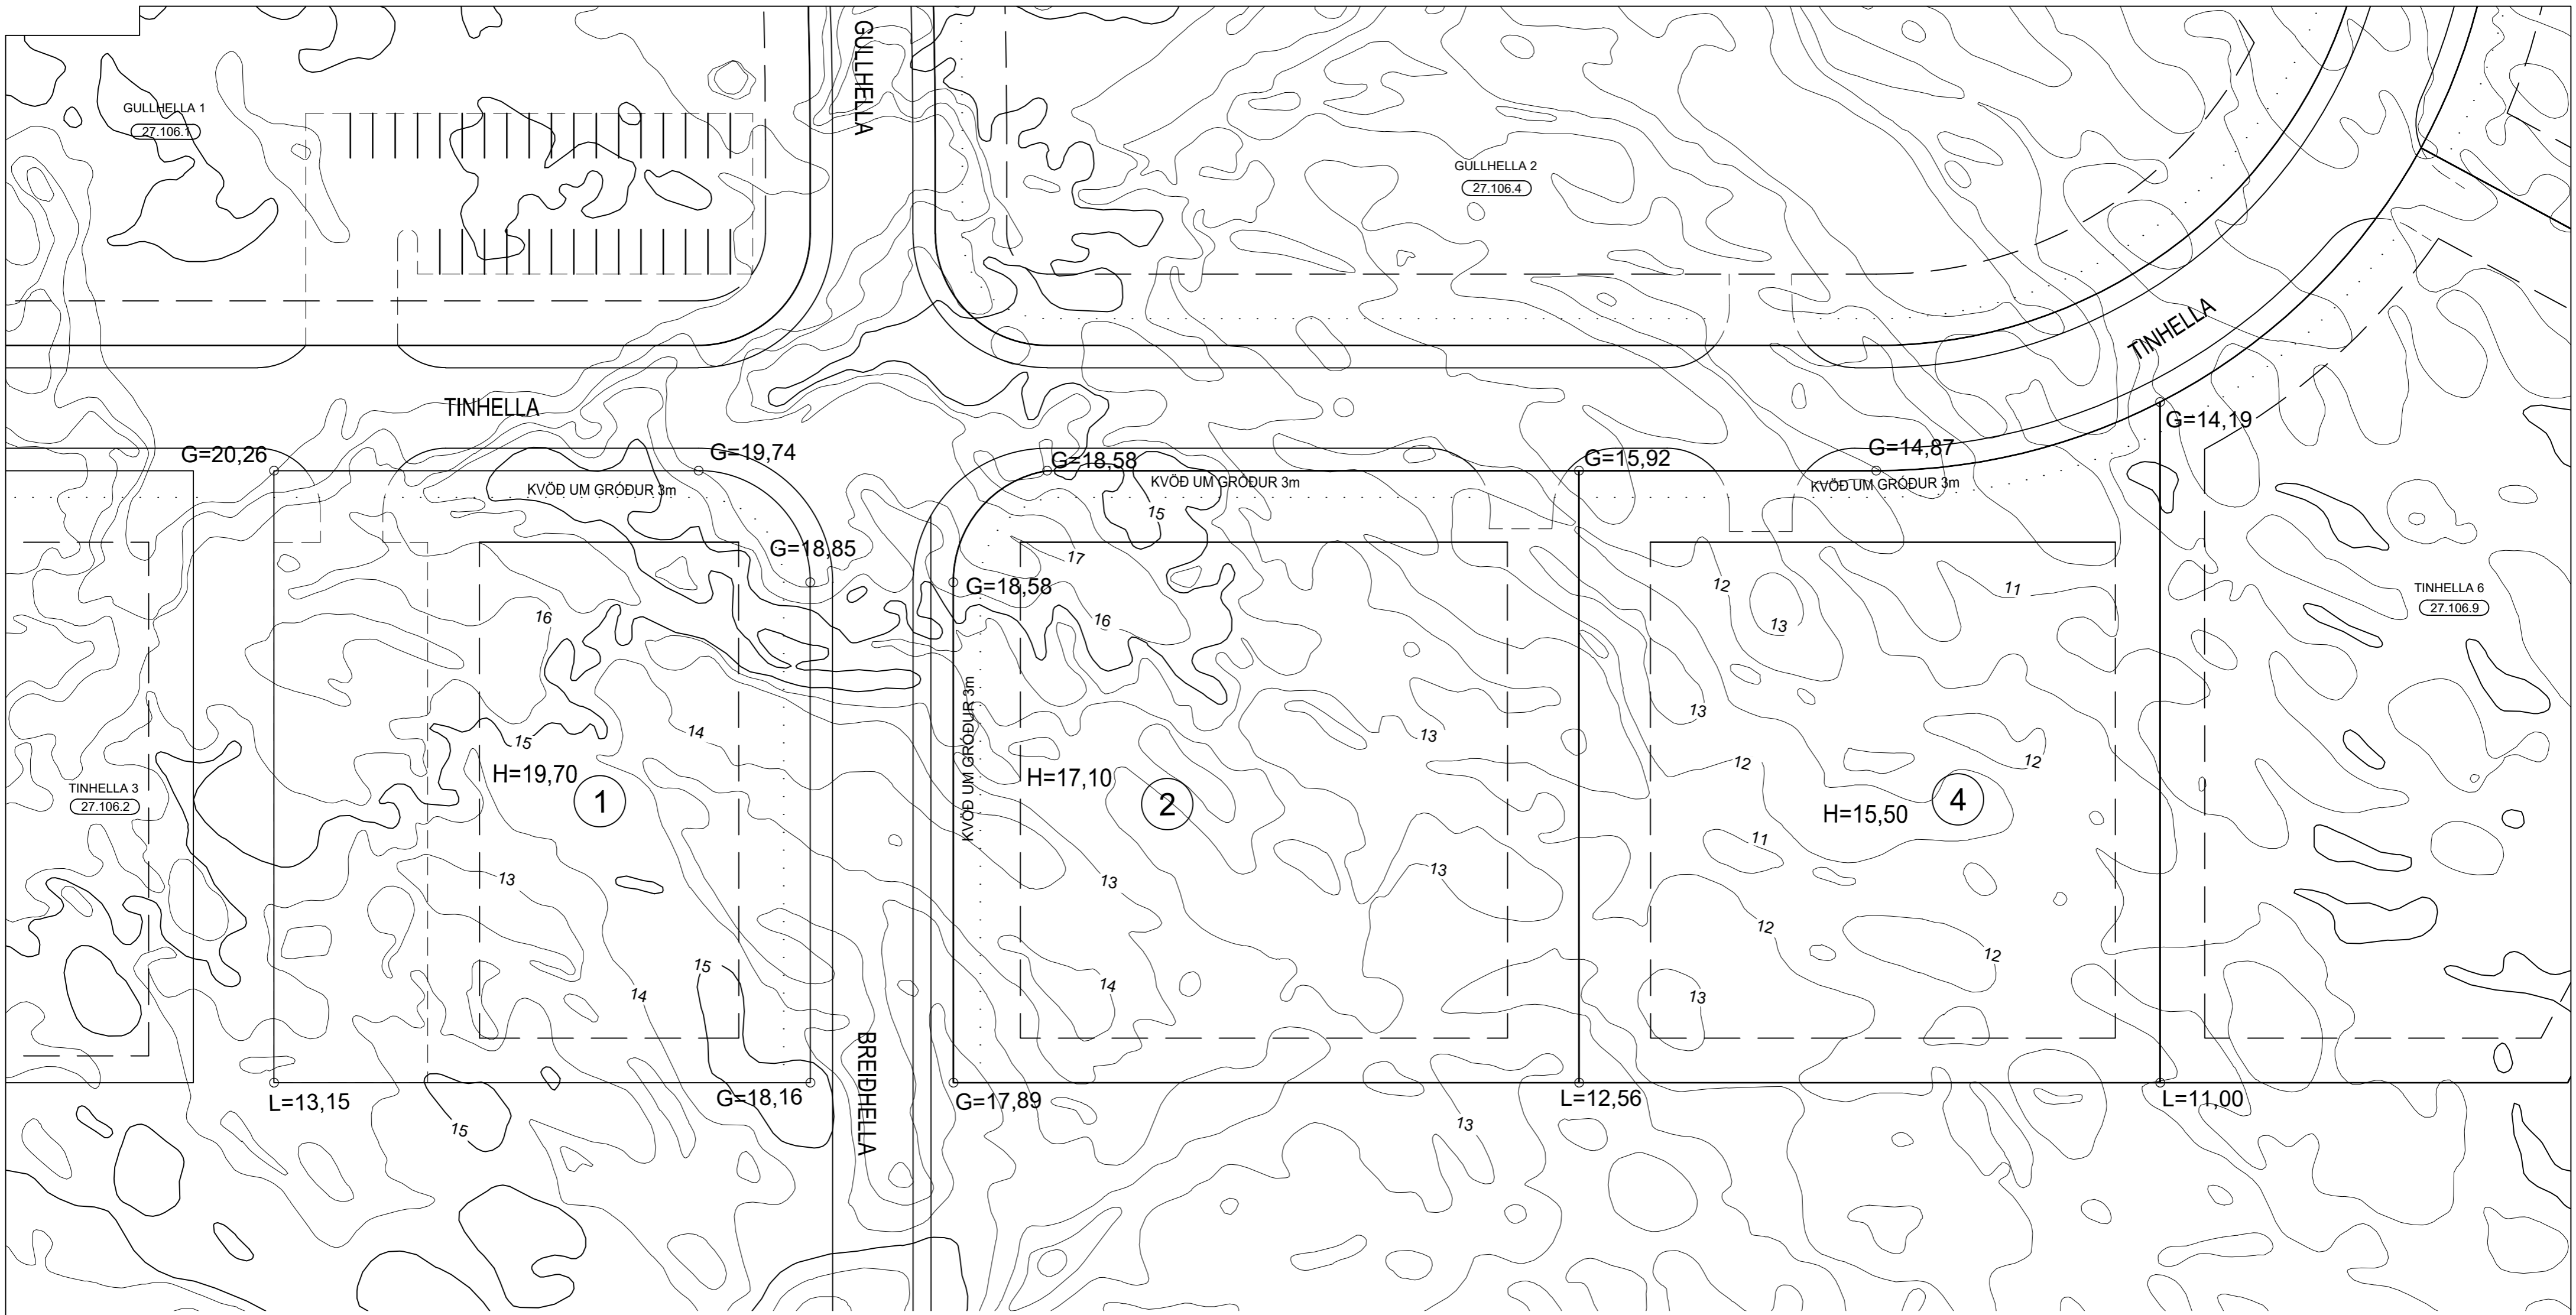 GULLHELLA
GULLHELLA 1
27.106.1
GULLHELLA 2
27.106.4
TINHELLA
TINHELLA
G=20,26
G=19,74
G=18,58
G=15,92
G=14,87
G=14,19
KVÖÐ UM GRÓÐUR 3m
KVÖÐ UM GRÓÐUR 3m
KVÖÐ UM GRÓÐUR 3m
15
G=18,85
17
G=18,58
12
11
TINHELLA 6
27.106.9
16
16
13
KVÖÐ UM GRÓÐUR 3m
13
14
15
13
12
12
TINHELLA 3
27.106.2
H=19,70
1
H=17,10
2
H=15,50
4
11
13
13
13
12
12
15
14
14
13
BREIÐHELLA
L=13,15
G=18,16
G=17,89
L=12,56
L=11,00
15
13